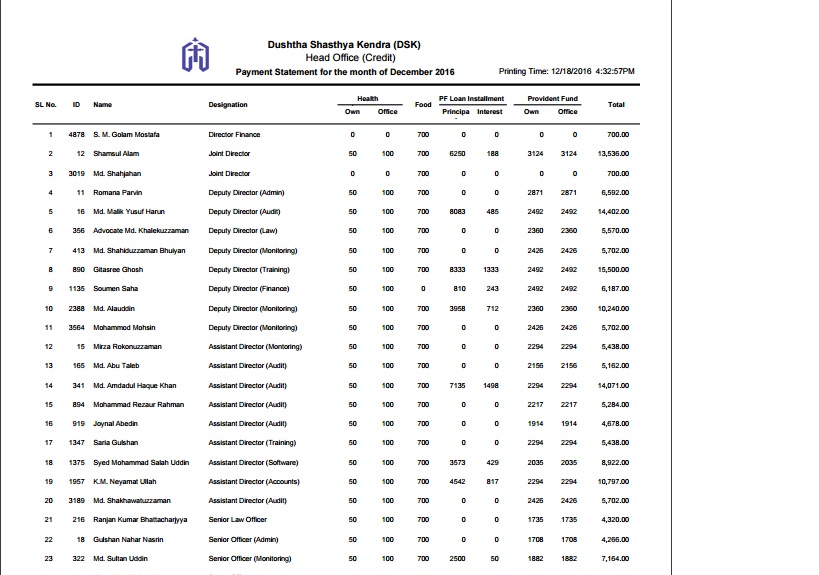 Dushtha Shasthya Kendra (DSK)
Head Office (Credit)
Payment Statement for the month of December 2016 Printing Time: 12/18/2016 4:32:57PM
Health PF Loan Installment Provident Fund
SL No. ID Name Designation Food Total
Own Office Principa Interest Own Office
1 4878 S. M. Golam Mostafa Director Finance 0 0 700 0 0 0 0 700.00
2 12 Shamsul Alam Joint Director 50 100 700 6250 188 3124 3124 13,536.00
3 3019 Md. Shahjahan Joint Director 0 0 700 0 0 0 0 700.00
4 11 Romana Parvin Deputy Director (Admin) 50 100 700 0 0 2871 2871 6,592.00
5 16 Md. Malik Yusuf Harun Deputy Director (Audit) 50 100 700 8083 485 2492 2492 14,402.00
6 356 Advocate Md. Khalekuzzaman Deputy Director (Law) 50 100 700 0 0 2360 2360 5,570.00
7 413 Md. Shahiduzzaman Bhuiyan Deputy Director (Monitoring) 50 100 700 0 0 2426 2426 5,702.00
8 890 Gitasree Ghosh Deputy Director (Training) 50 100 700 8333 1333 2492 2492 15,500.00
9 1135 Soumen Saha Deputy Director (Finance) 50 100 0 810 243 2492 2492 6,187.00
10 2388 Md. Alauddin Deputy Director (Monitoring) 50 100 700 3958 712 2360 2360 10,240.00
11 3564 Mohammod Mohsin Deputy Director (Monitoring) 50 100 700 0 0 2426 2426 5,702.00
12 15 Mirza Rokonuzzaman Assistant Director (Montoring) 50 100 700 0 0 2294 2294 5,438.00
13 165 Md. Abu Taleb Assistant Director (Audit) 50 100 700 0 0 2156 2156 5,162.00
14 341 Md. Amdadul Haque Khan Assistant Director (Audit) 50 100 700 7135 1498 2294 2294 14,071.00
15 894 Mohammad Rezaur Rahman Assistant Director (Audit) 50 100 700 0 0 2217 2217 5,284.00
16 919 Joynal Abedin Assistant Director (Audit) 50 100 700 0 0 1914 1914 4,678.00
17 1347 Saria Gulshan Assistant Director (Training) 50 100 700 0 0 2294 2294 5,438.00
18 1375 Syed Mohammad Salah Uddin Assistant Director (Software) 50 100 700 3573 429 2035 2035 8,922.00
19 1957 K.M. Neyamat Ullah Assistant Director (Accounts) 50 100 700 4542 817 2294 2294 10,797.00
20 3189 Md. Shakhawatuzzaman Assistant Director (Audit) 50 100 700 0 0 2426 2426 5,702.00
21 216 Ranjan Kumar Bhattacharjyya Senior Law Officer 50 100 700 0 0 1735 1735 4,320.00
22 18 Gulshan Nahar Nasrin Senior Officer (Admin) 50 100 700 0 0 1708 1708 4,266.00
23 322 Md. Sultan Uddin Senior Officer (Monitoring) 50 100 700 2500 50 1882 1882 7,164.00